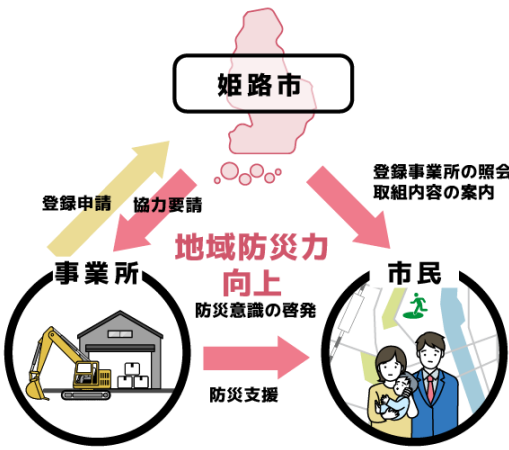 姫路市
登録申請
協力要請
登録事業所の照会
取組内容の案内
地域防災力
向上
事業所
市民
防災意識の啓発
防災支援